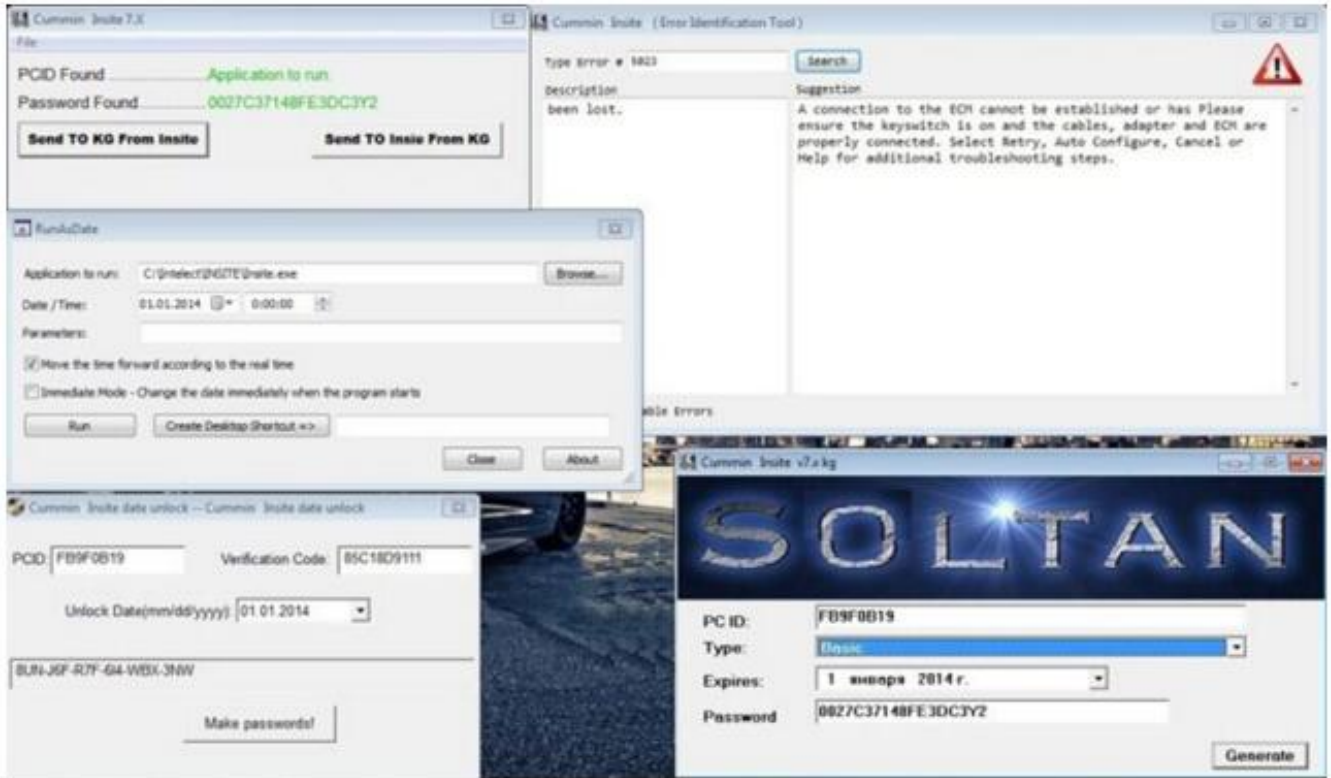 Cummin Insite 7.X
File
PCID Found Application to run
Password Found 0027C37148FE3DC3Y2
Send TO KG From Insite Send TO Insie From KG
Cummin Insite (Error Identification Tool)
Type Error # 5023 Search
Description Suggestion
been lost. A connection to the ECM cannot be established or has Please
ensure the keyswitch is on and the cables, adapter and ECM are
properly connected. Select Retry, Auto Configure, Cancel or
Help for additional troubleshooting steps.
able Errors
RunAsDate
Application to run: C:\Intelect\INSITE\Insite.exe Browse...
Date / Time: 01.01.2014 0:00:00
Parameters:
Move the time forward according to the real time
Immediate Mode - Change the date immediately when the program starts
Run Create Desktop Shortcut =>
Close About
Cummin Insite date unlock -- Cummin Insite date unlock
PCID: FB9F0B19 Verification Code: 85C18D9111
Unlock Date(mm/dd/yyyy): 01 01 2014
8UN-J6F-R7F-6I4-WBX-3NW
Make passwords!
Cummin Insite v7.x kg
SOLTAN
PC ID: FB9F0B19
Type: Basic
Expires: 1 января 2014 г.
Password 0027C37148FE3DC3Y2
Generate